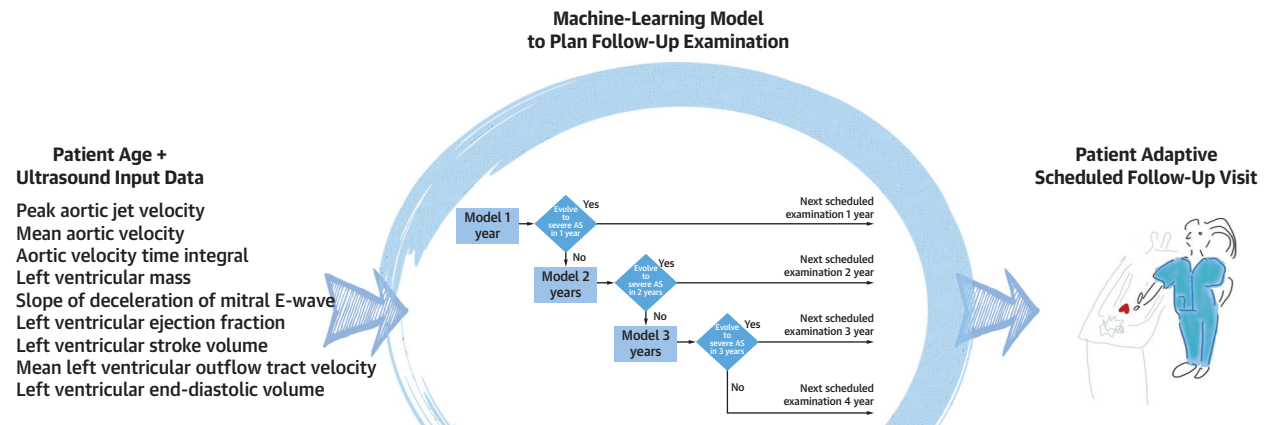 Machine-Learning Model
to Plan Follow-Up Examination
Patient Age +
Ultrasound Input Data
Peak aortic jet velocity
Mean aortic velocity
Aortic velocity time integral
Left ventricular mass
Slope of deceleration of mitral E-wave
Left ventricular ejection fraction
Left ventricular stroke volume
Mean left ventricular outflow tract velocity
Left ventricular end-diastolic volume
Model 1
year
Evolve
to
severe AS
in 1 year
Yes
Next scheduled
examination 1 year
No
Model 2
years
Evolve
to
severe AS
in 2 years
Yes
Next scheduled
examination 2 year
No
Model 3
years
Evolve
to
severe AS
in 3 years
Yes
Next scheduled
examination 3 year
No
Next scheduled
examination 4 year
Patient Adaptive
Scheduled Follow-Up Visit